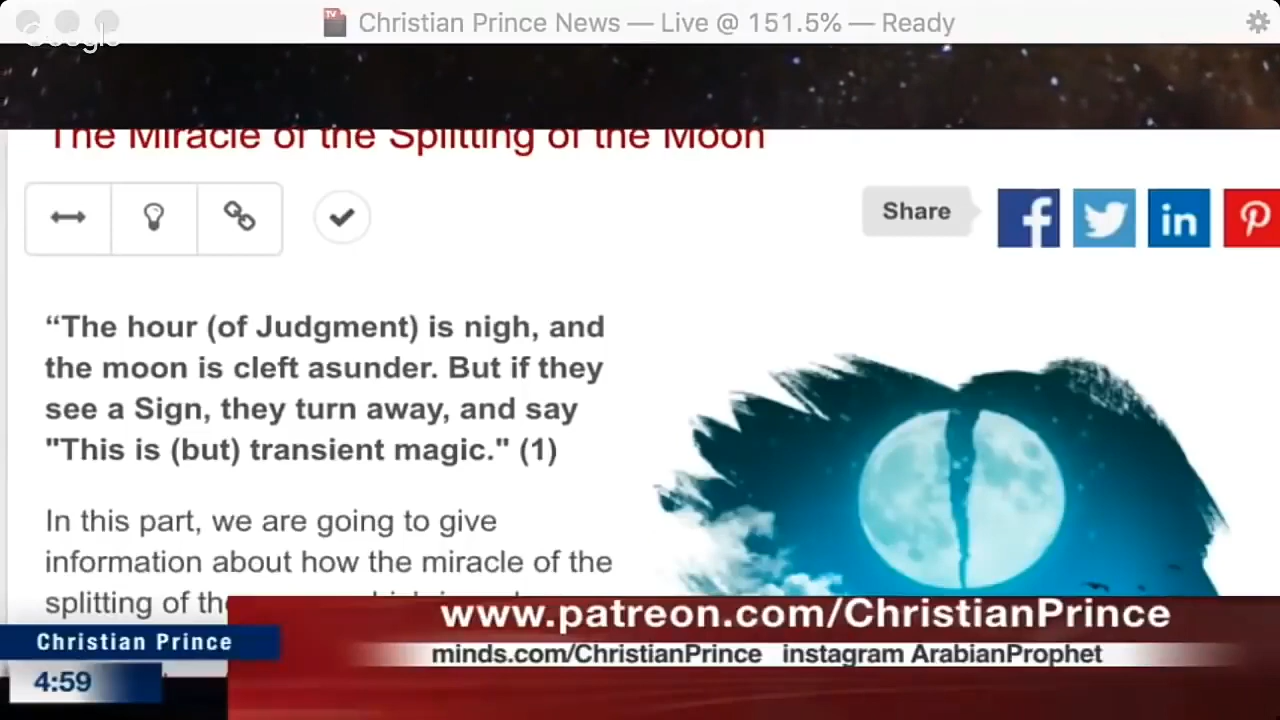 Christian Prince News — Live @ 151.5% — Ready
Google
The Miracle of the Splitting of the Moon
Share
“The hour (of Judgment) is nigh, and
the moon is cleft asunder. But if they
see a Sign, they turn away, and say
"This is (but) transient magic." (1)
In this part, we are going to give
information about how the miracle of the
splitting of the
www.patreon.com/ChristianPrince
Christian Prince
minds.com/ChristianPrince instagram ArabianProphet
4:59